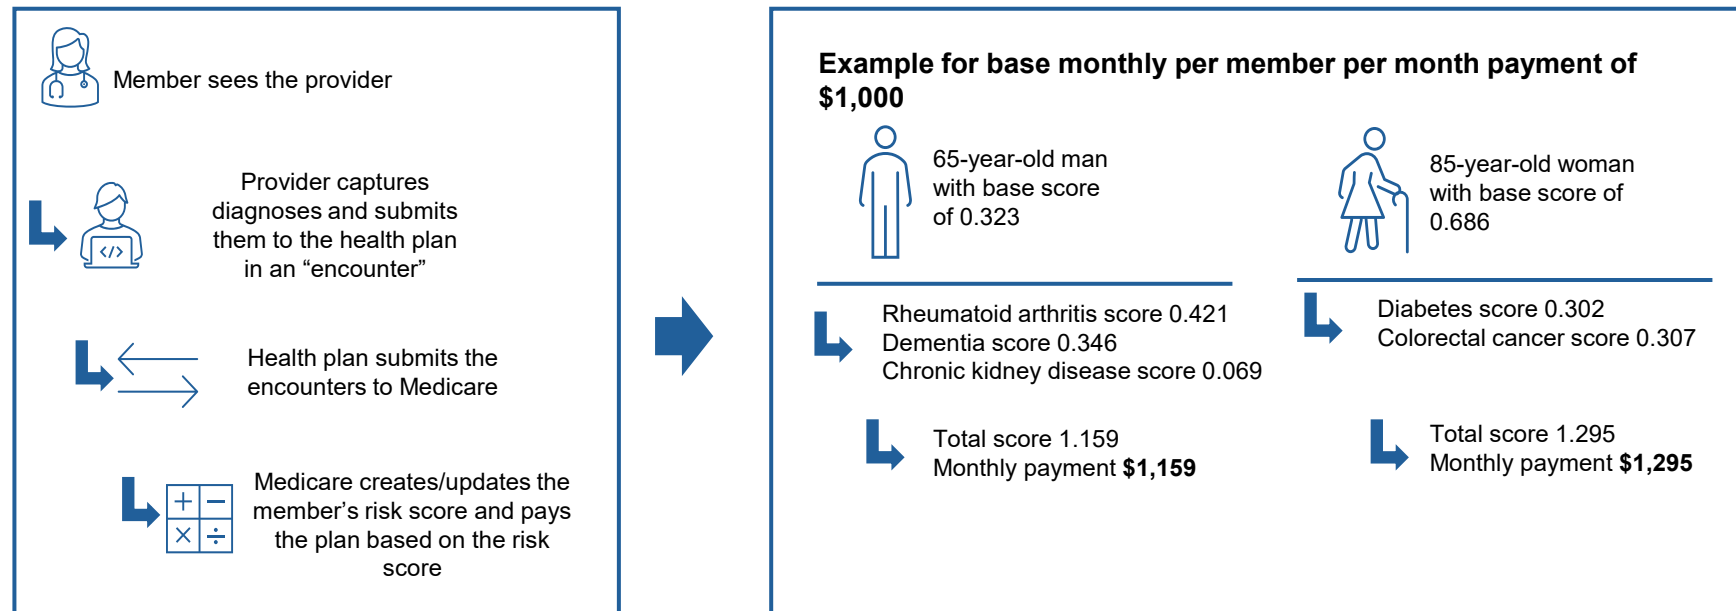 Member sees the provider
Provider captures
diagnoses and submits
them to the health plan
in an “encounter”
Health plan submits the
encounters to Medicare
Medicare creates/updates the
member’s risk score and pays
the plan based on the risk
score
Example for base monthly per member per month payment of
$1,000
65-year-old man
with base score
of 0.323
Rheumatoid arthritis score 0.421
Dementia score 0.346
Chronic kidney disease score 0.069
Total score 1.159
Monthly payment $1,159
85-year-old woman
with base score of
0.686
Diabetes score 0.302
Colorectal cancer score 0.307
Total score 1.295
Monthly payment $1,295